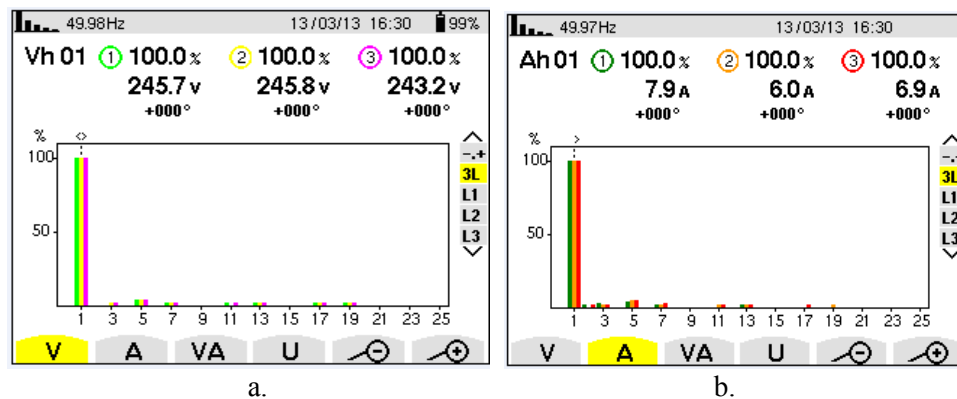 49.98Hz 13/03/13 16:30 99%
Vh 01 1 100.0% 2 100.0% 3 100.0%
245.7 v 245.8 v 243.2 v
+000° +000° +000°
%
100
50
-.+
3L
L1
L2
L3
1 3 5 7 9 11 13 15 17 19 21 23 25
V A VA U
a.
49.97Hz 13/03/13 16:30
Ah 01 1 100.0% 2 100.0% 3 100.0%
7.9 A 6.0 A 6.9 A
+000° +000° +000°
%
100
50
-.+
3L
L1
L2
L3
1 3 5 7 9 11 13 15 17 19 21 23 25
V A VA U
b.